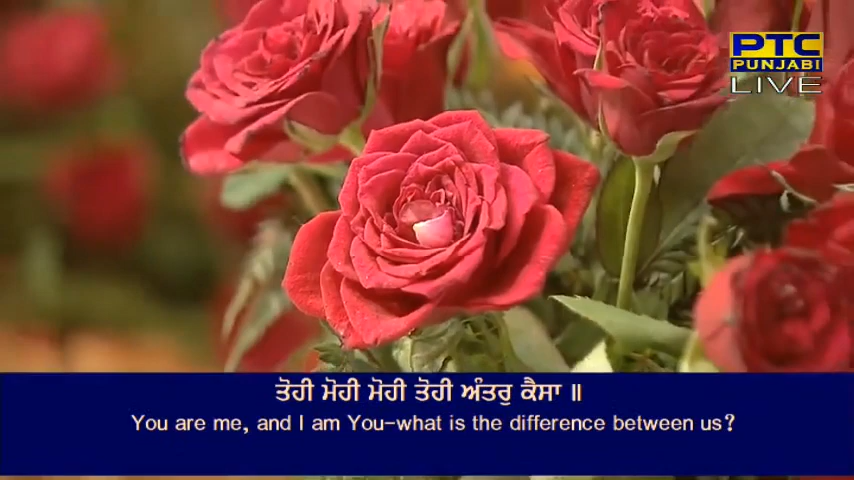 PTC
PUNJABI
LIVE
ਤੋਹੀ ਮੋਹੀ ਮੋਹੀ ਤੋਹੀ ਅੰਤਰੁ ਕੈਸਾ ॥
You are me, and I am You-what is the difference between us?